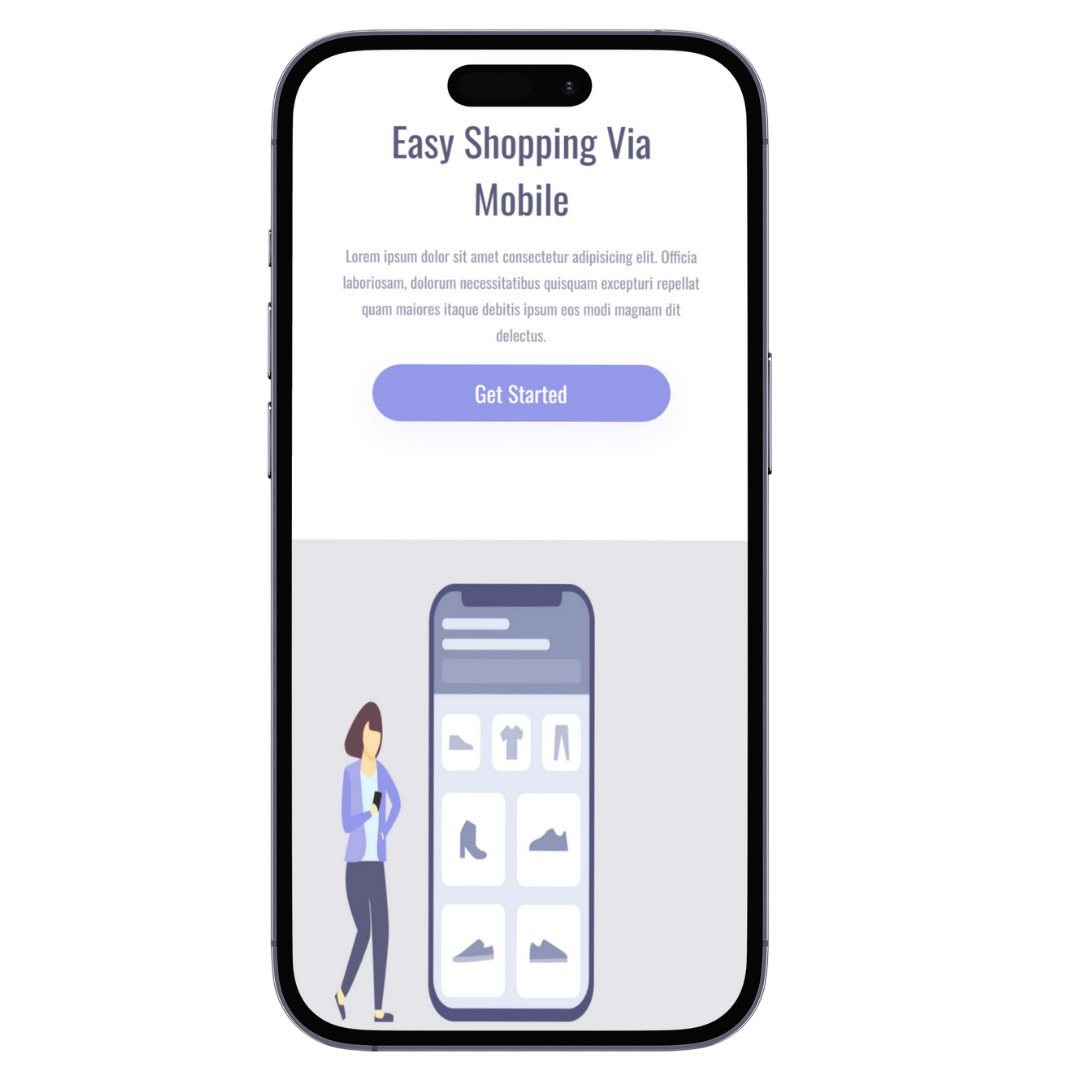 Easy Shopping Via
Mobile
Lorem ipsum dolor sit amet consectetur adipisicing elit. Officia
laboriosam, dolorum necessitatibus quisquam excepturi repellat
quam maiores itaque debitis ipsum eos modi magnam dit
delectus.
Get Started